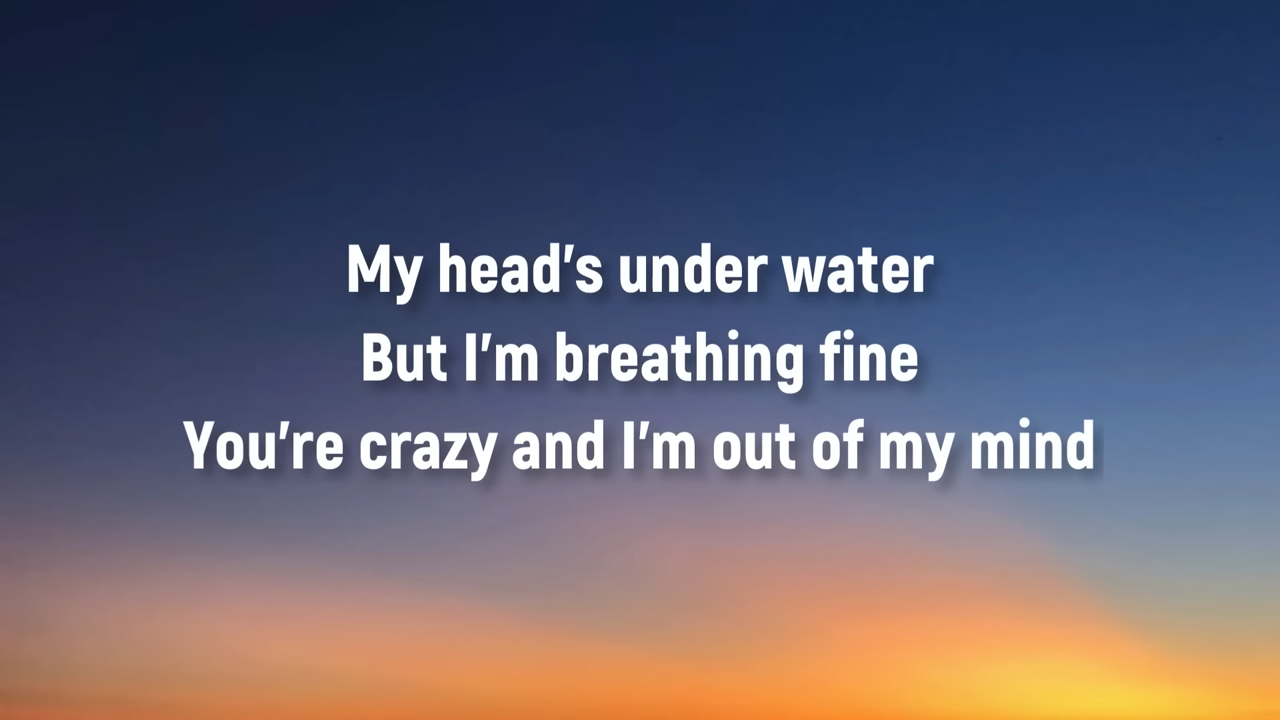 My head's under water
But I'm breathing fine
You're crazy and I'm out of my mind